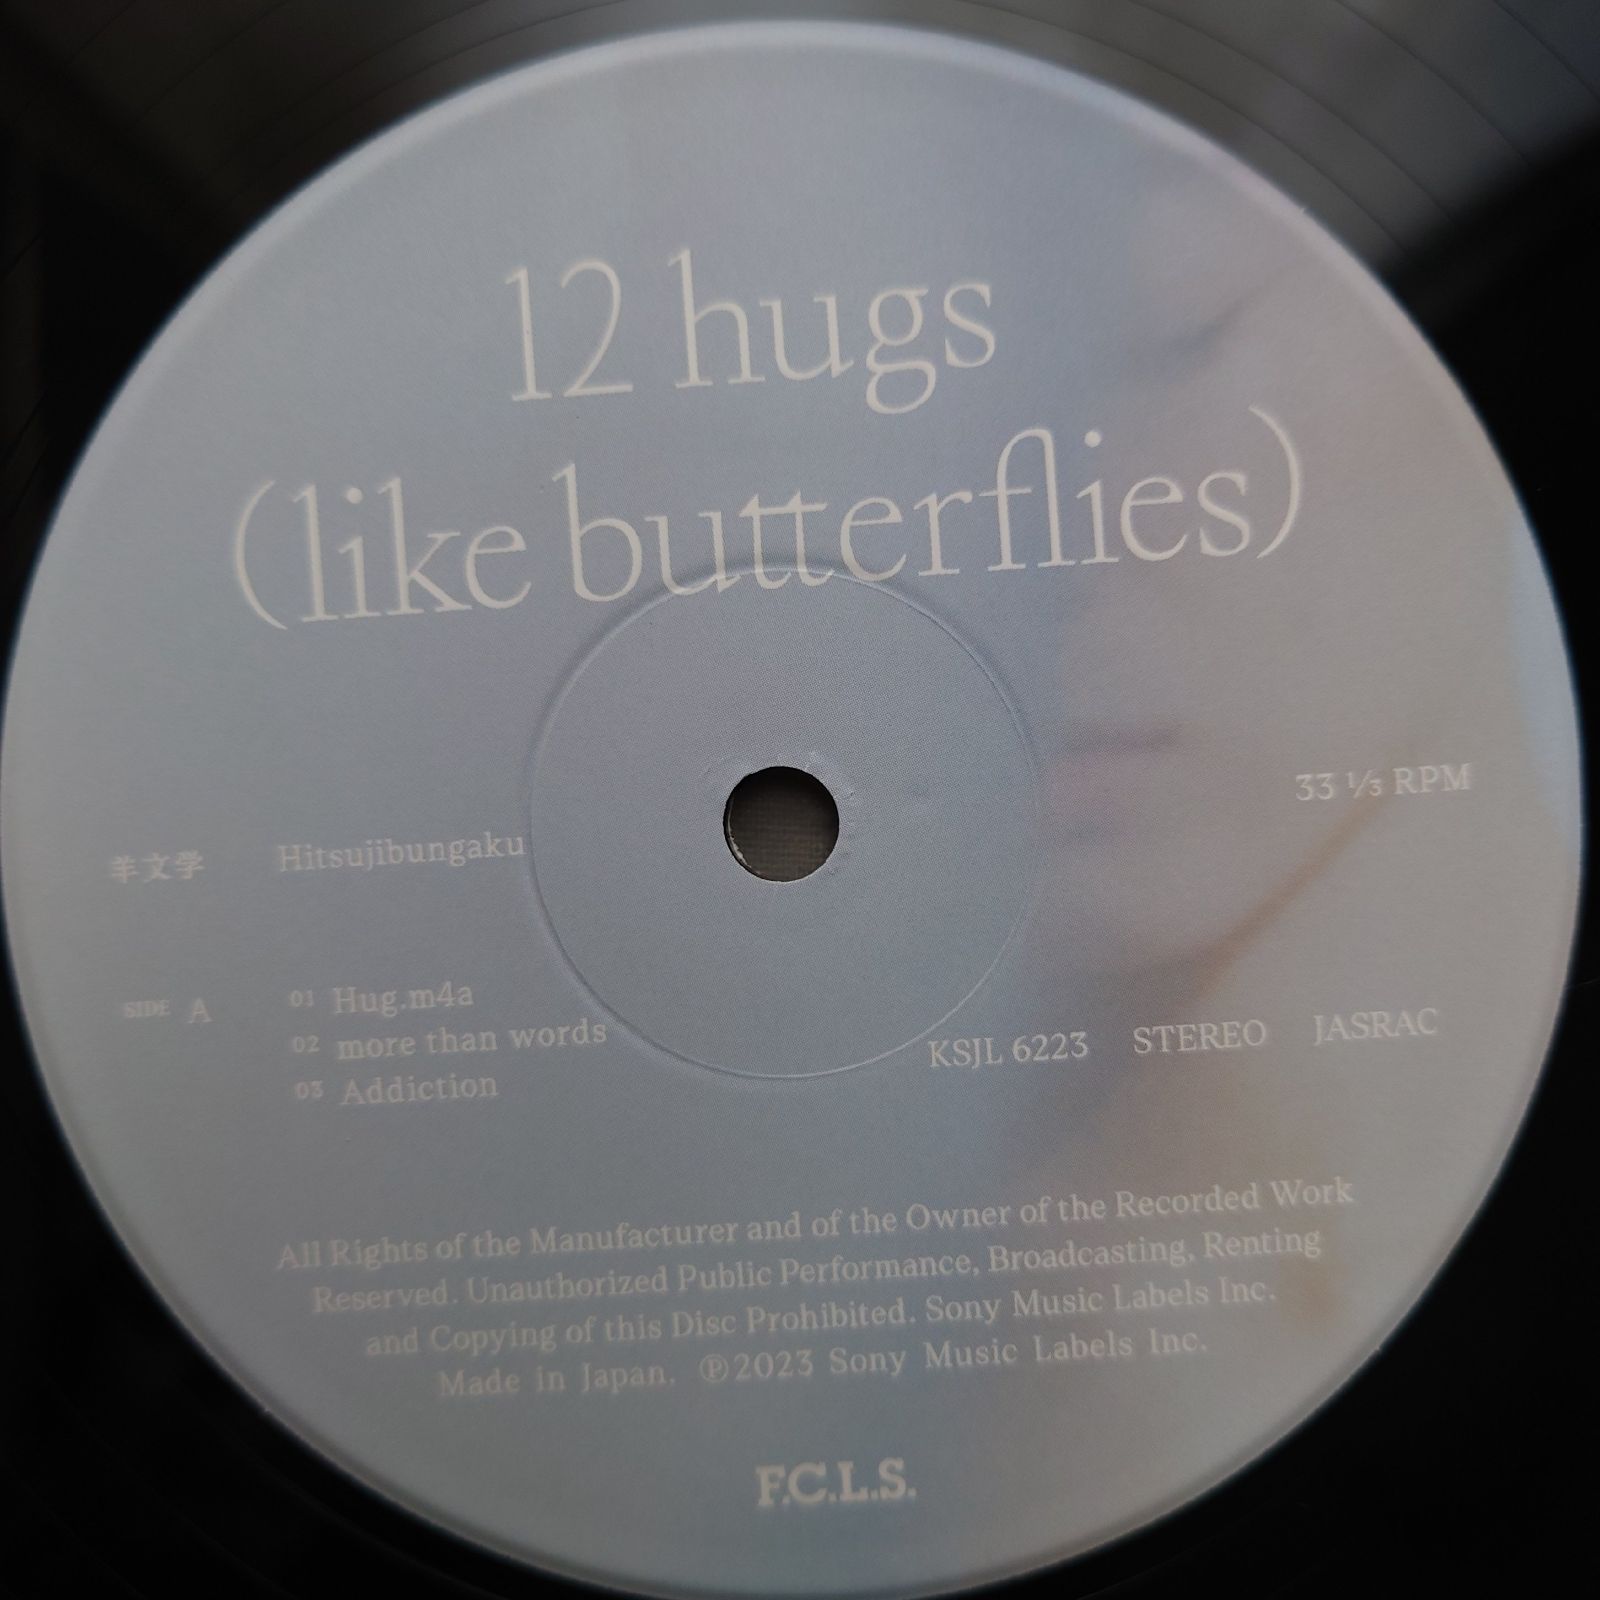 12 hugs
(like butterflies)
33 ⅓ RPM
羊文学 Hitsujibungaku
SIDE A 01 Hug.m4a
02 more than words
03 Addiction
KSJL 6223 STEREO JASRAC
All Rights of the Manufacturer and of the Owner of the Recorded Work
Reserved. Unauthorized Public Performance, Broadcasting, Renting
and Copying of this Disc Prohibited. Sony Music Labels Inc.
Made in Japan. ℗2023 Sony Music Labels Inc.
F.C.L.S.